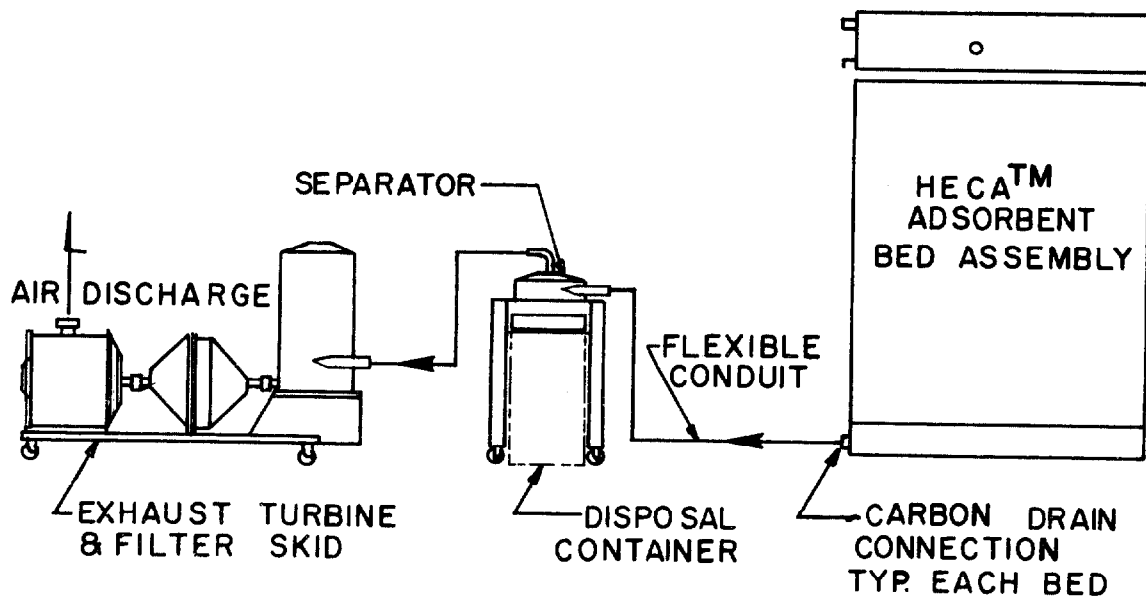 HECA™
ADSORBENT
BED ASSEMBLY
SEPARATOR
AIR DISCHARGE
FLEXIBLE
CONDUIT
EXHAUST TURBINE
& FILTER SKID
DISPOSAL
CONTAINER
CARBON DRAIN
CONNECTION
TYP. EACH BED